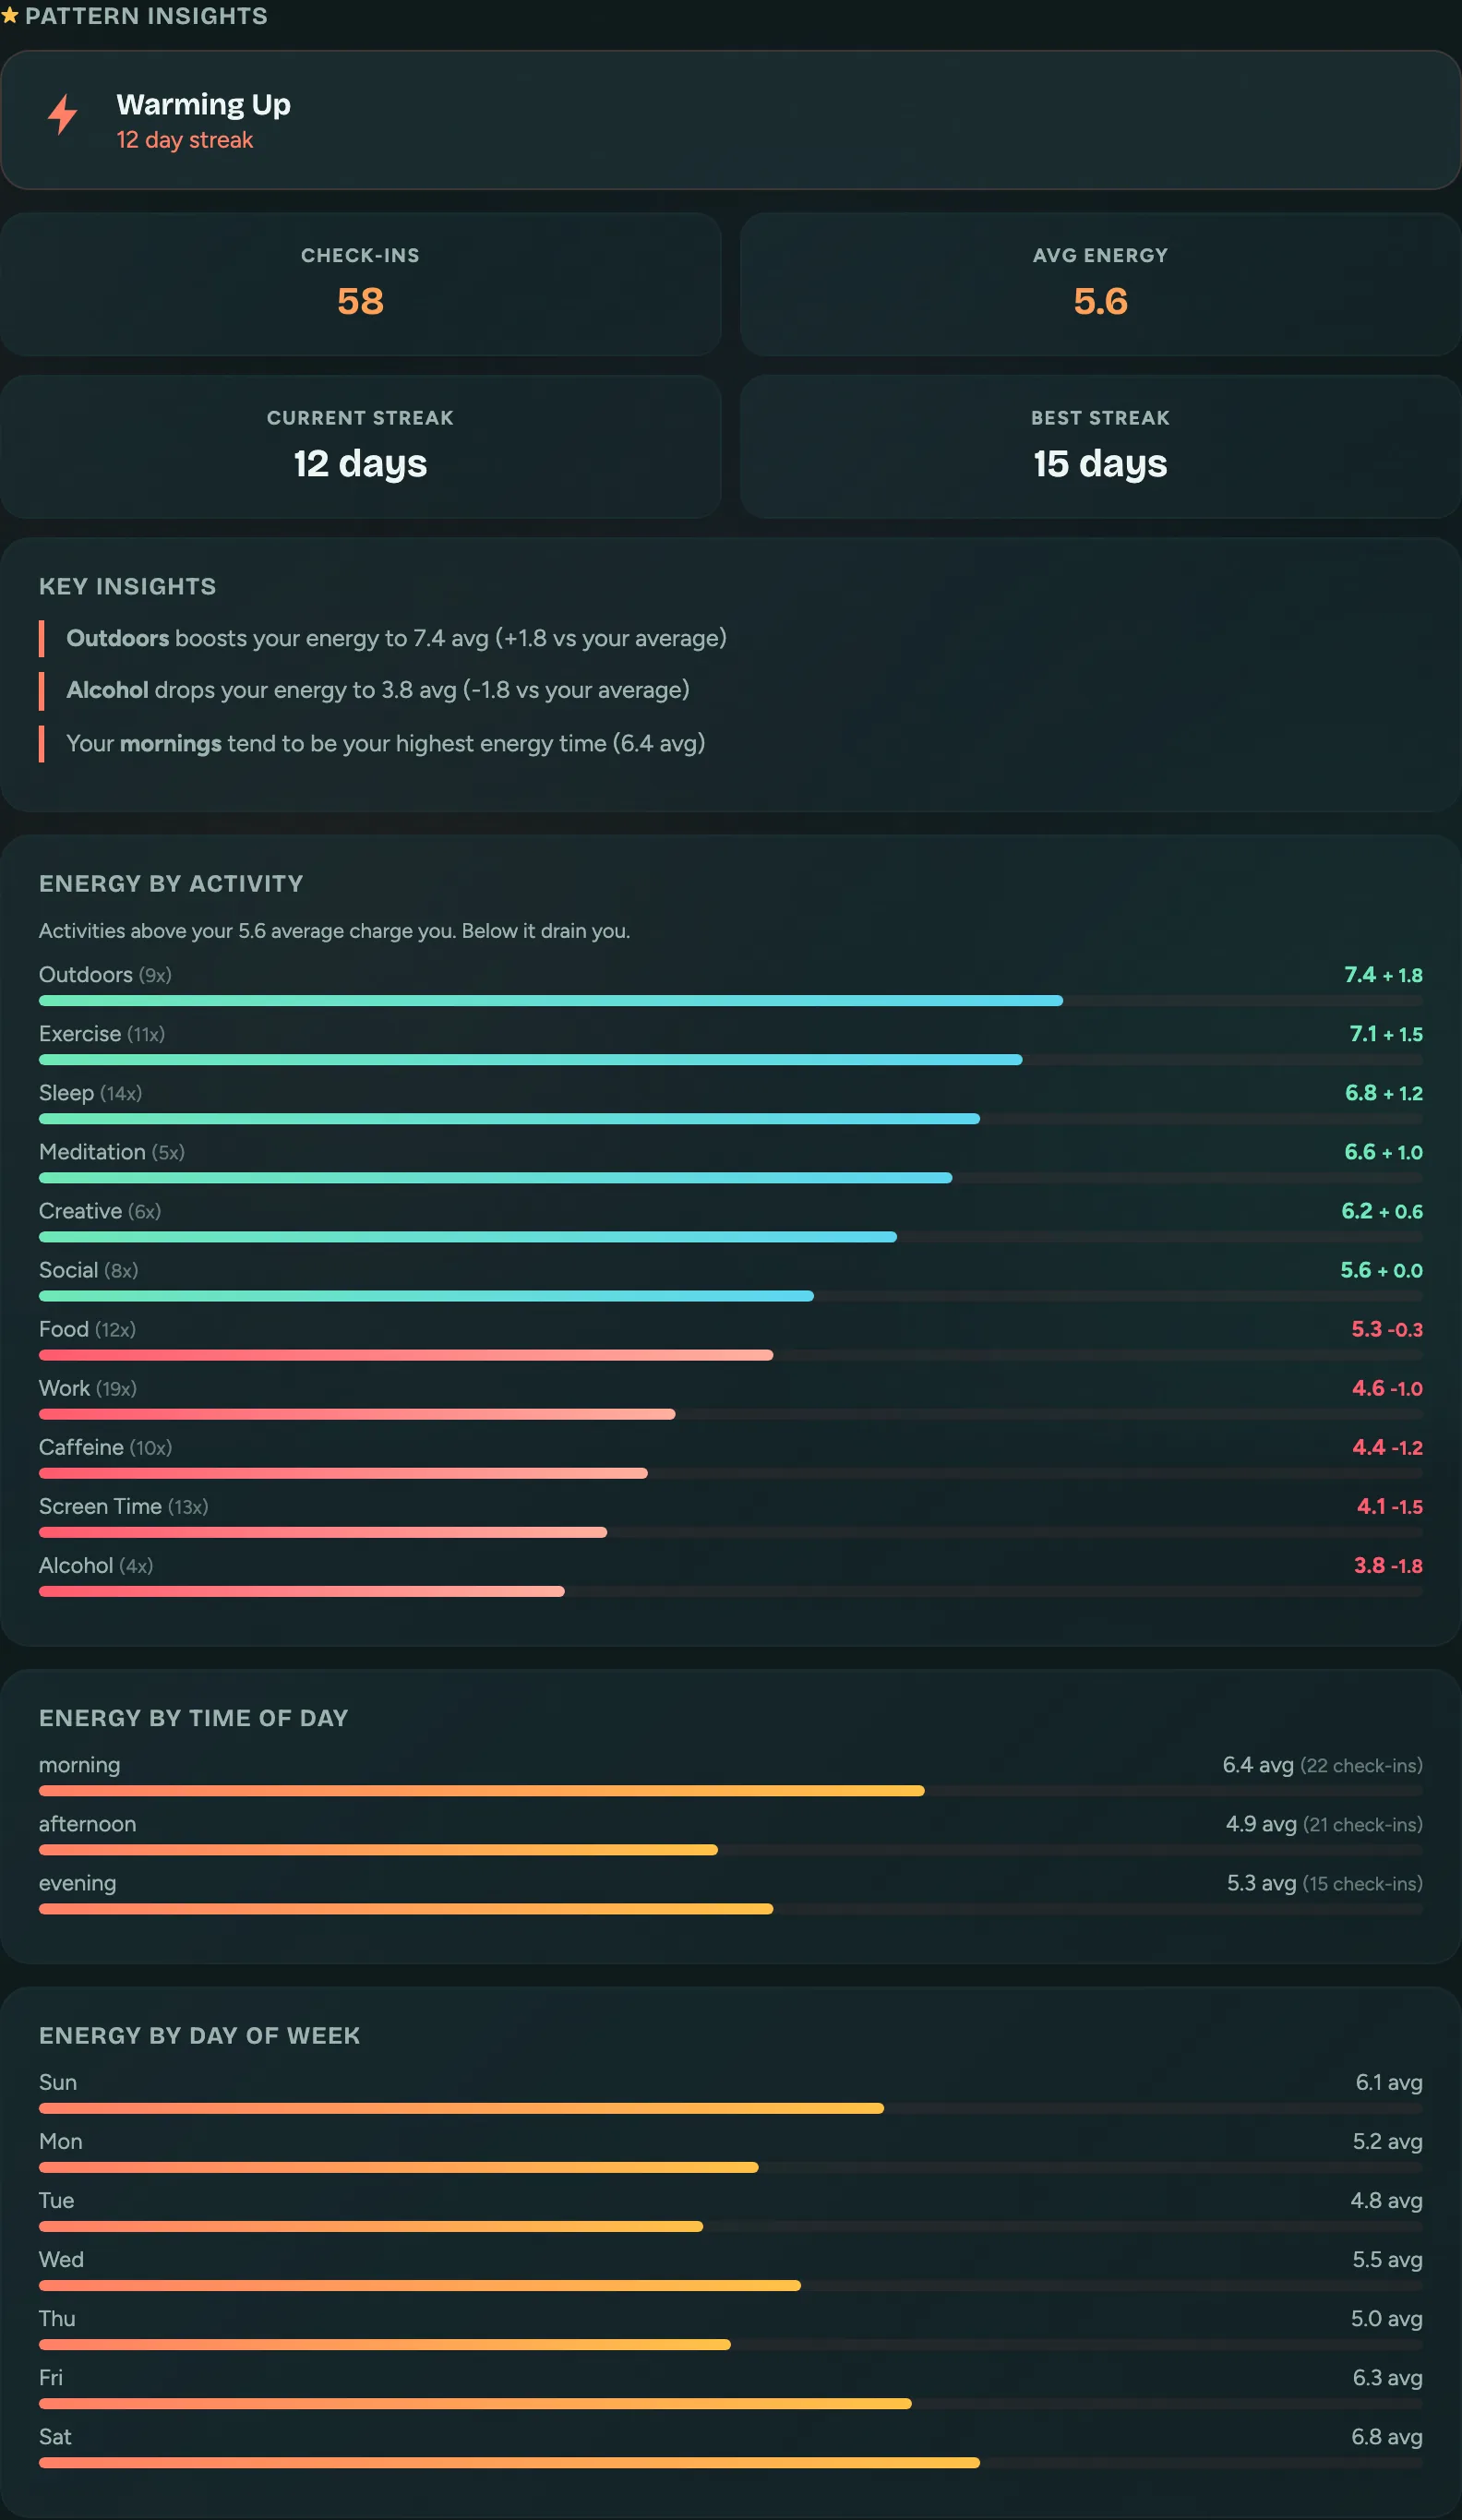 PATTERN INSIGHTS
Warming Up
12 day streak
CHECK-INS
58
AVG ENERGY
5.6
CURRENT STREAK
12 days
BEST STREAK
15 days
KEY INSIGHTS
Outdoors boosts your energy to 7.4 avg (+1.8 vs your average)
Alcohol drops your energy to 3.8 avg (-1.8 vs your average)
Your mornings tend to be your highest energy time (6.4 avg)
ENERGY BY ACTIVITY
Activities above your 5.6 average charge you. Below it drain you.
Outdoors (9x) 7.4 + 1.8
Exercise (11x) 7.1 + 1.5
Sleep (14x) 6.8 + 1.2
Meditation (5x) 6.6 + 1.0
Creative (6x) 6.2 + 0.6
Social (8x) 5.6 + 0.0
Food (12x) 5.3 -0.3
Work (19x) 4.6 -1.0
Caffeine (10x) 4.4 -1.2
Screen Time (13x) 4.1 -1.5
Alcohol (4x) 3.8 -1.8
ENERGY BY TIME OF DAY
morning 6.4 avg (22 check-ins)
afternoon 4.9 avg (21 check-ins)
evening 5.3 avg (15 check-ins)
ENERGY BY DAY OF WEEK
Sun 6.1 avg
Mon 5.2 avg
Tue 4.8 avg
Wed 5.5 avg
Thu 5.0 avg
Fri 6.3 avg
Sat 6.8 avg